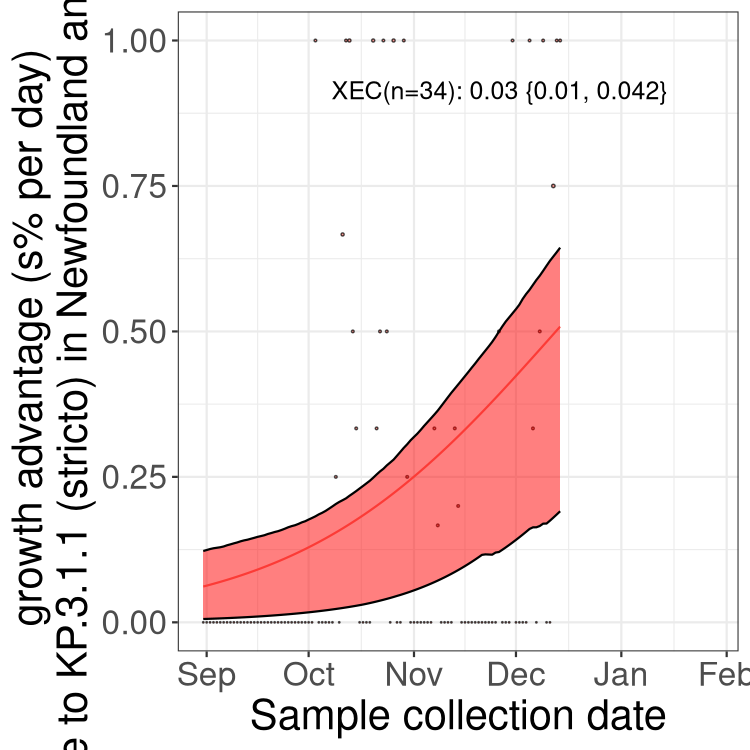 growth advantage (s% per day)
to KP.3.1.1 (stricto) in Newfoundland
1.00
0.75
0.50
0.25
0.00
XEC(n=34): 0.03 {0.01, 0.042}
Sep Oct Nov Dec Jan Feb
Sample collection date